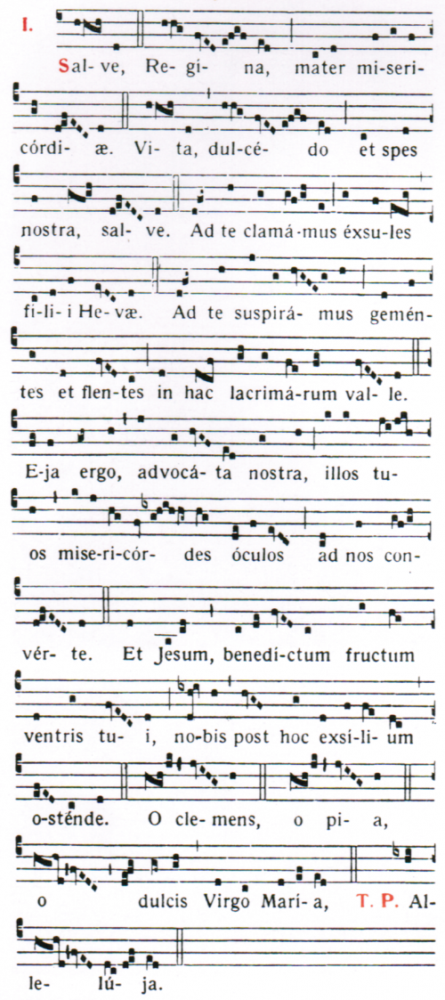 I.
Sal- ve, Re- gí- na, mater mi-seri-
córdi- æ. Vi- ta, dul-cé- do et spes
nostra, sal- ve. Ad te clamá-mus éxsu-les
fi-li- i He-væ. Ad te suspirá- mus gemén-
tes et flen-tes in hac lacrimá-rum val- le.
E-ja ergo, advocá- ta nostra, illos tu-
os mise-ri-cór- des óculos ad nos con-
vér- te. Et Jesum, benedí-ctum fructum
ventris tu- i, no-bis post hoc exsí-li- um
o-sténde. O cle- mens, o pi- a,
o dulcis Virgo Marí- a, T. P. Al-
le- lú- ja.